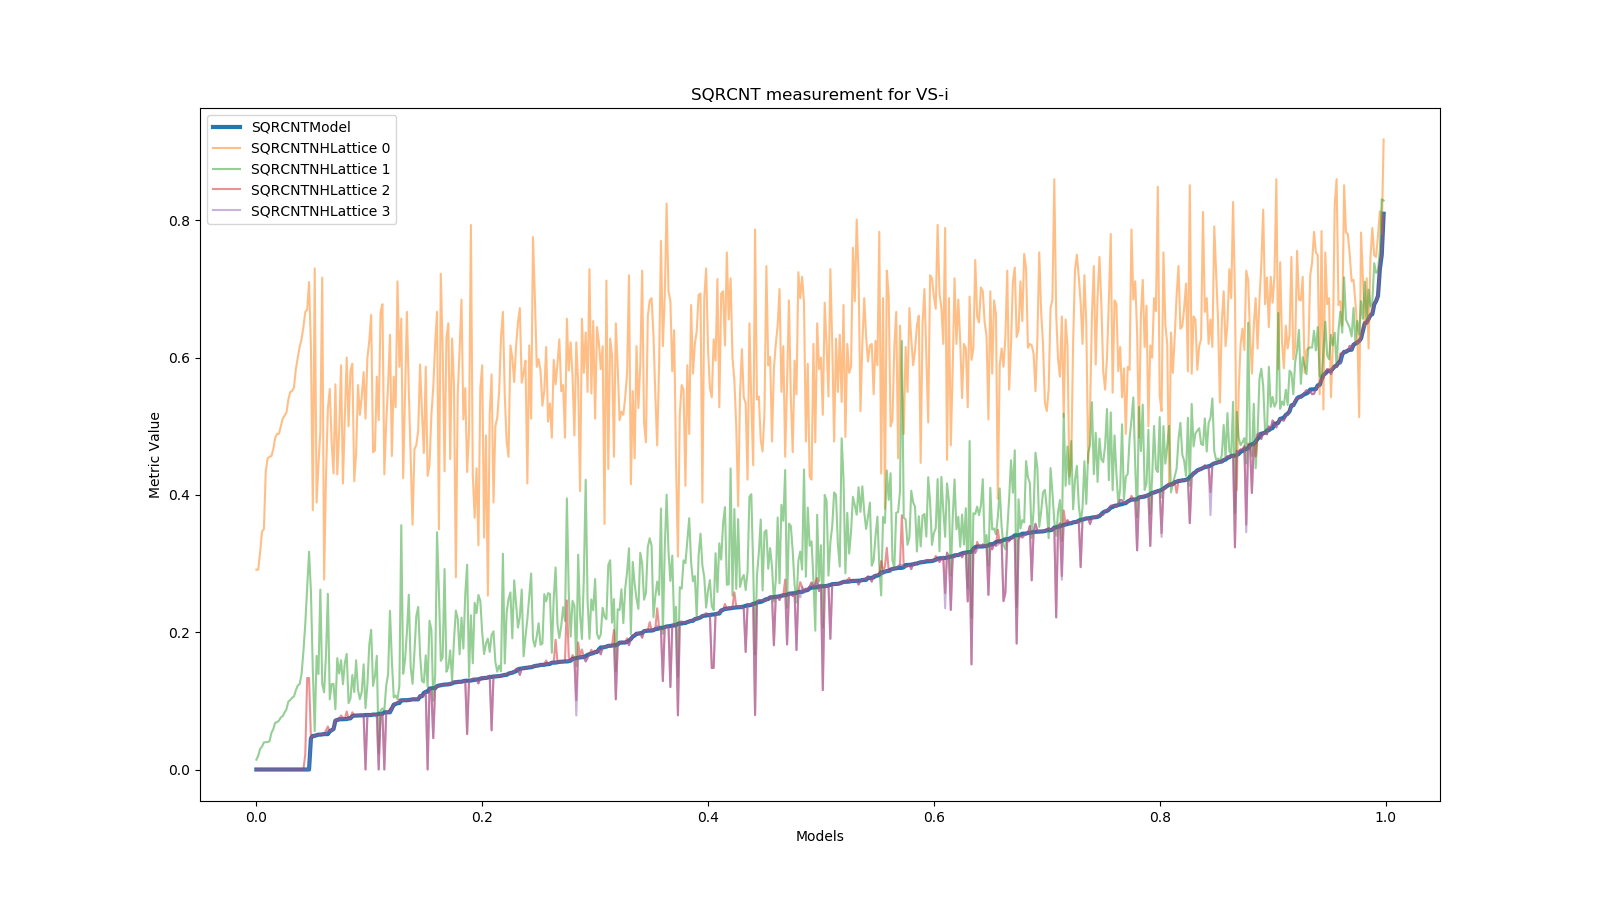 SQRCNT measurement for VS-i
SQRCNTModel
SQRCNTNHLattice 0
SQRCNTNHLattice 1
SQRCNTNHLattice 2
SQRCNTNHLattice 3
Metric Value
0.8
0.6
0.4
0.2
0.0
0.0 0.2 0.4 0.6 0.8 1.0
Models